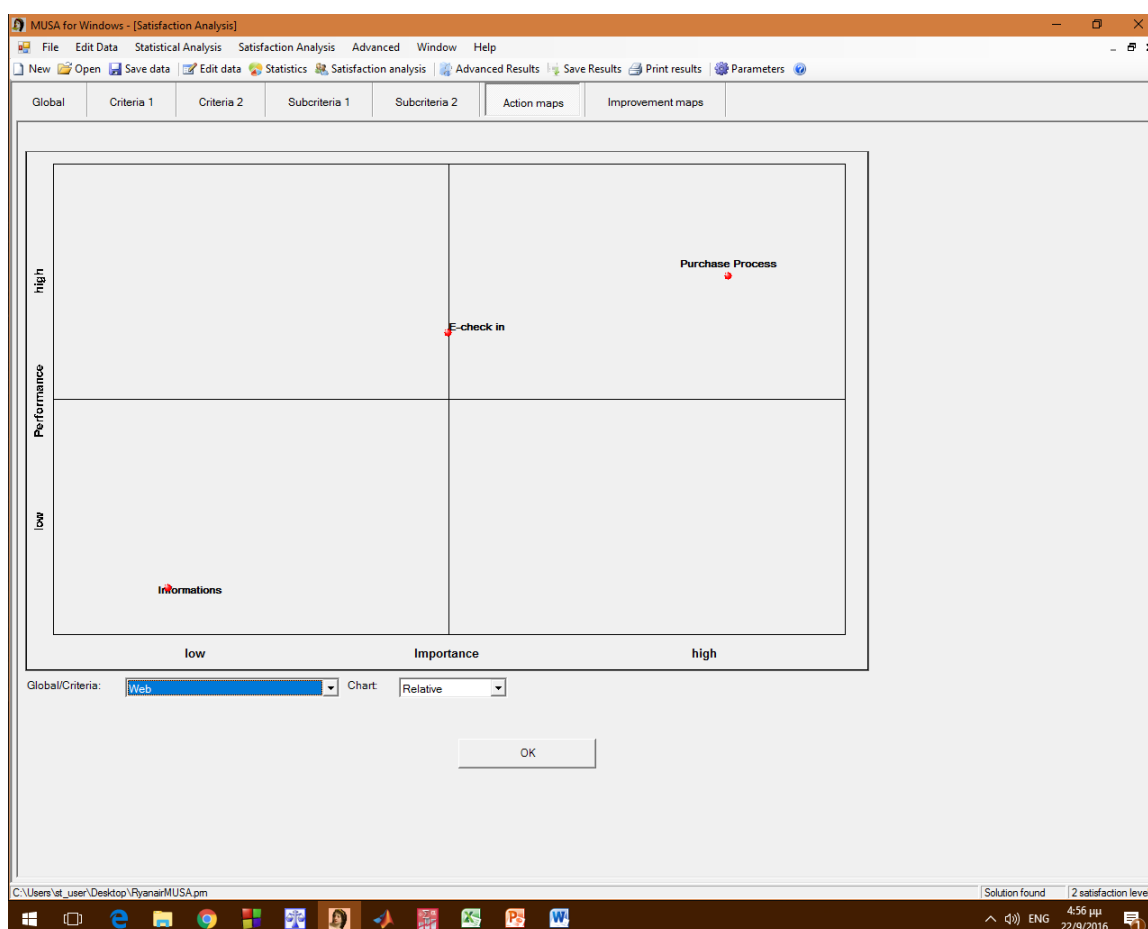 MUSA for Windows - [Satisfaction Analysis]
File Edit Data Statistical Analysis Satisfaction Analysis Advanced Window Help
New Open Save data Edit data Statistics Satisfaction analysis Advanced Results Save Results Print results Parameters
Global Criteria 1 Criteria 2 Subcriteria 1 Subcriteria 2 Action maps Improvement maps
Purchase Process
high
E-check in
Performance
low
Informations
low Importance high
Global/Criteria: Web Chart: Relative
OK
C:\Users\st_user\Desktop\RyanairMUSA.pm Solution found 2 satisfaction leve
ENG 4:56 μμ
22/9/2016